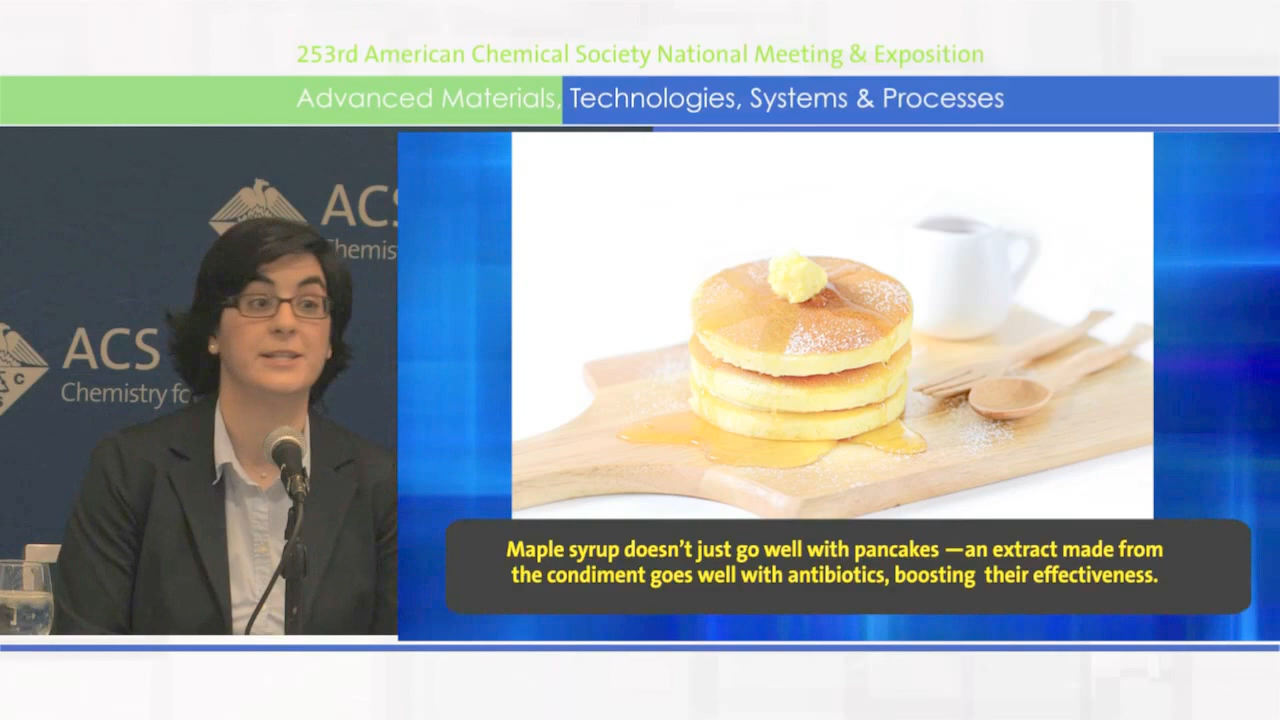 253rd American Chemical Society National Meeting & Exposition
Advanced Materials, Technologies, Systems & Processes
ACS
Chemistry for
ACS
C
S
Maple syrup doesn’t just go well with pancakes —an extract made from
the condiment goes well with antibiotics, boosting their effectiveness.